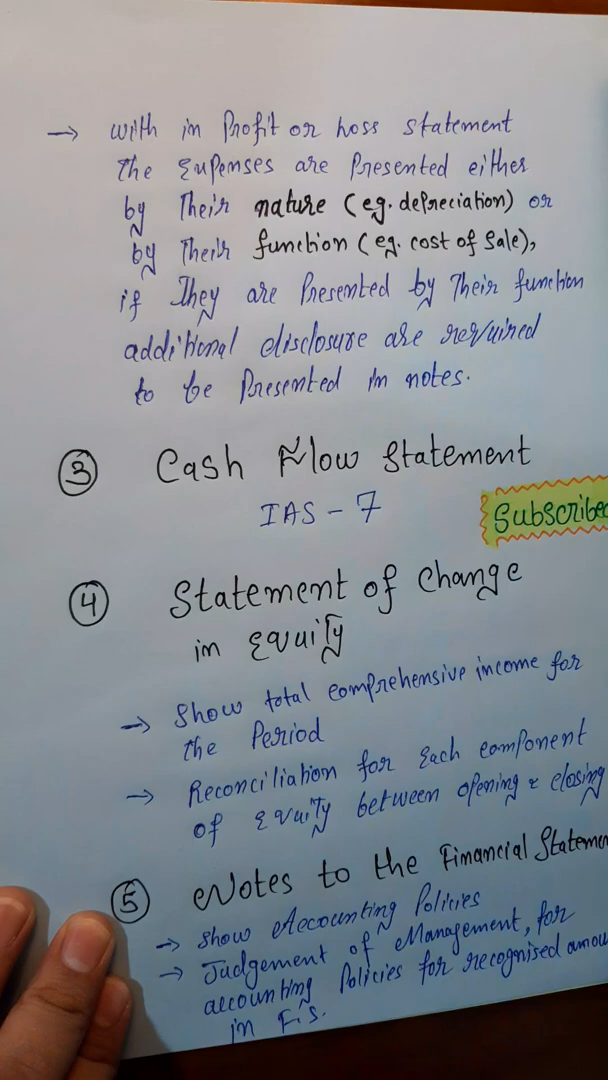 → with in Profit or Loss statement
the Expenses are Presented either
by Their nature (eg. depreciation) or
by Their function (eg. cost of Sale),
if They are Presented by Their function
additional disclosure are required
to be Presented in notes.
③ Cash Flow Statement
IAS - 7
Subscribe
④ Statement of Change
in Equity
→ Show total comprehensive income for
the Period
→ Reconciliation for Each component
of Equity between opening & closing
⑤ Notes to the Financial Stateme
→ Show Accounting Policies
→ Judgement of Management, for
accounting Policies for recognised amou
in F.S.